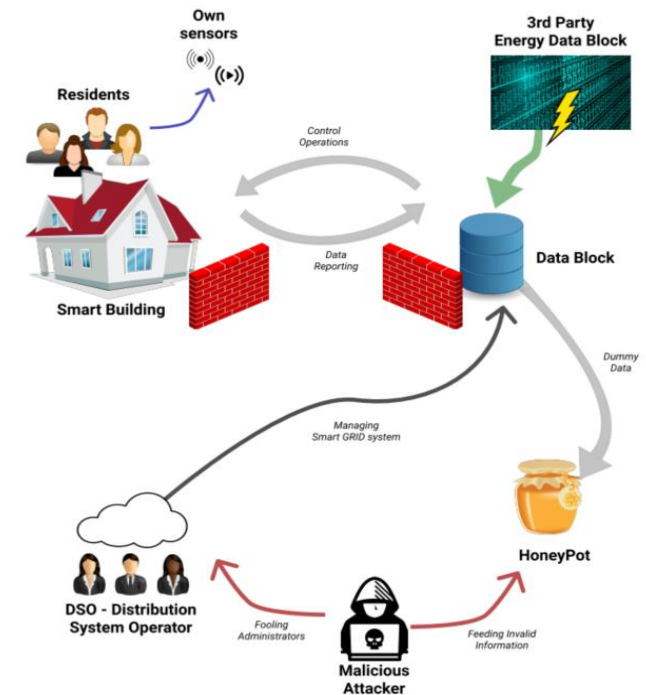 Own
sensors
3rd Party
Energy Data Block
Residents
Control
Operations
Data
Reporting
Data Block
Smart Building
Dummy
Data
Managing
Smart GRID system
HoneyPot
DSO - Distribution
System Operator
Fooling
Administrators
Feeding Invalid
Information
Malicious
Attacker